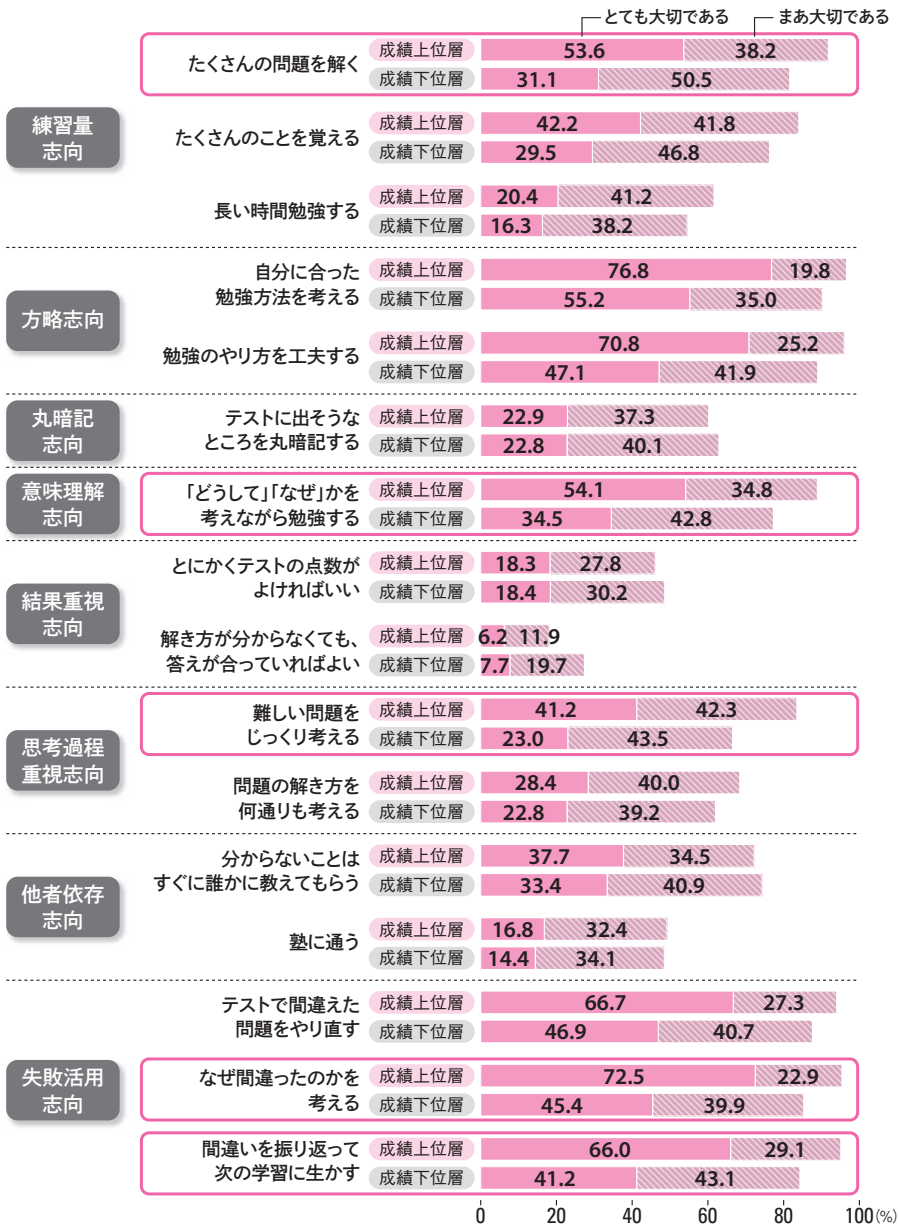 とても大切である まあ大切である
練習量
志向
たくさんの問題を解く
成績上位層 53.6 38.2
成績下位層 31.1 50.5
たくさんのことを覚える
成績上位層 42.2 41.8
成績下位層 29.5 46.8
長い時間勉強する
成績上位層 20.4 41.2
成績下位層 16.3 38.2
方略志向
自分に合った
勉強方法を考える
成績上位層 76.8 19.8
成績下位層 55.2 35.0
勉強のやり方を工夫する
成績上位層 70.8 25.2
成績下位層 47.1 41.9
丸暗記
志向
テストに出そうな
ところを丸暗記する
成績上位層 22.9 37.3
成績下位層 22.8 40.1
意味理解
志向
「どうして」「なぜ」かを
考えながら勉強する
成績上位層 54.1 34.8
成績下位層 34.5 42.8
結果重視
志向
とにかくテストの点数が
よければいい
成績上位層 18.3 27.8
成績下位層 18.4 30.2
解き方が分からなくても、
答えが合っていればよい
成績上位層 6.2 11.9
成績下位層 7.7 19.7
思考過程
重視志向
難しい問題を
じっくり考える
成績上位層 41.2 42.3
成績下位層 23.0 43.5
問題の解き方を
何通りも考える
成績上位層 28.4 40.0
成績下位層 22.8 39.2
他者依存
志向
分からないことは
すぐに誰かに教えてもらう
成績上位層 37.7 34.5
成績下位層 33.4 40.9
塾に通う
成績上位層 16.8 32.4
成績下位層 14.4 34.1
失敗活用
志向
テストで間違えた
問題をやり直す
成績上位層 66.7 27.3
成績下位層 46.9 40.7
なぜ間違ったのかを
考える
成績上位層 72.5 22.9
成績下位層 45.4 39.9
間違いを振り返って
次の学習に生かす
成績上位層 66.0 29.1
成績下位層 41.2 43.1
0 20 40 60 80 100(%)